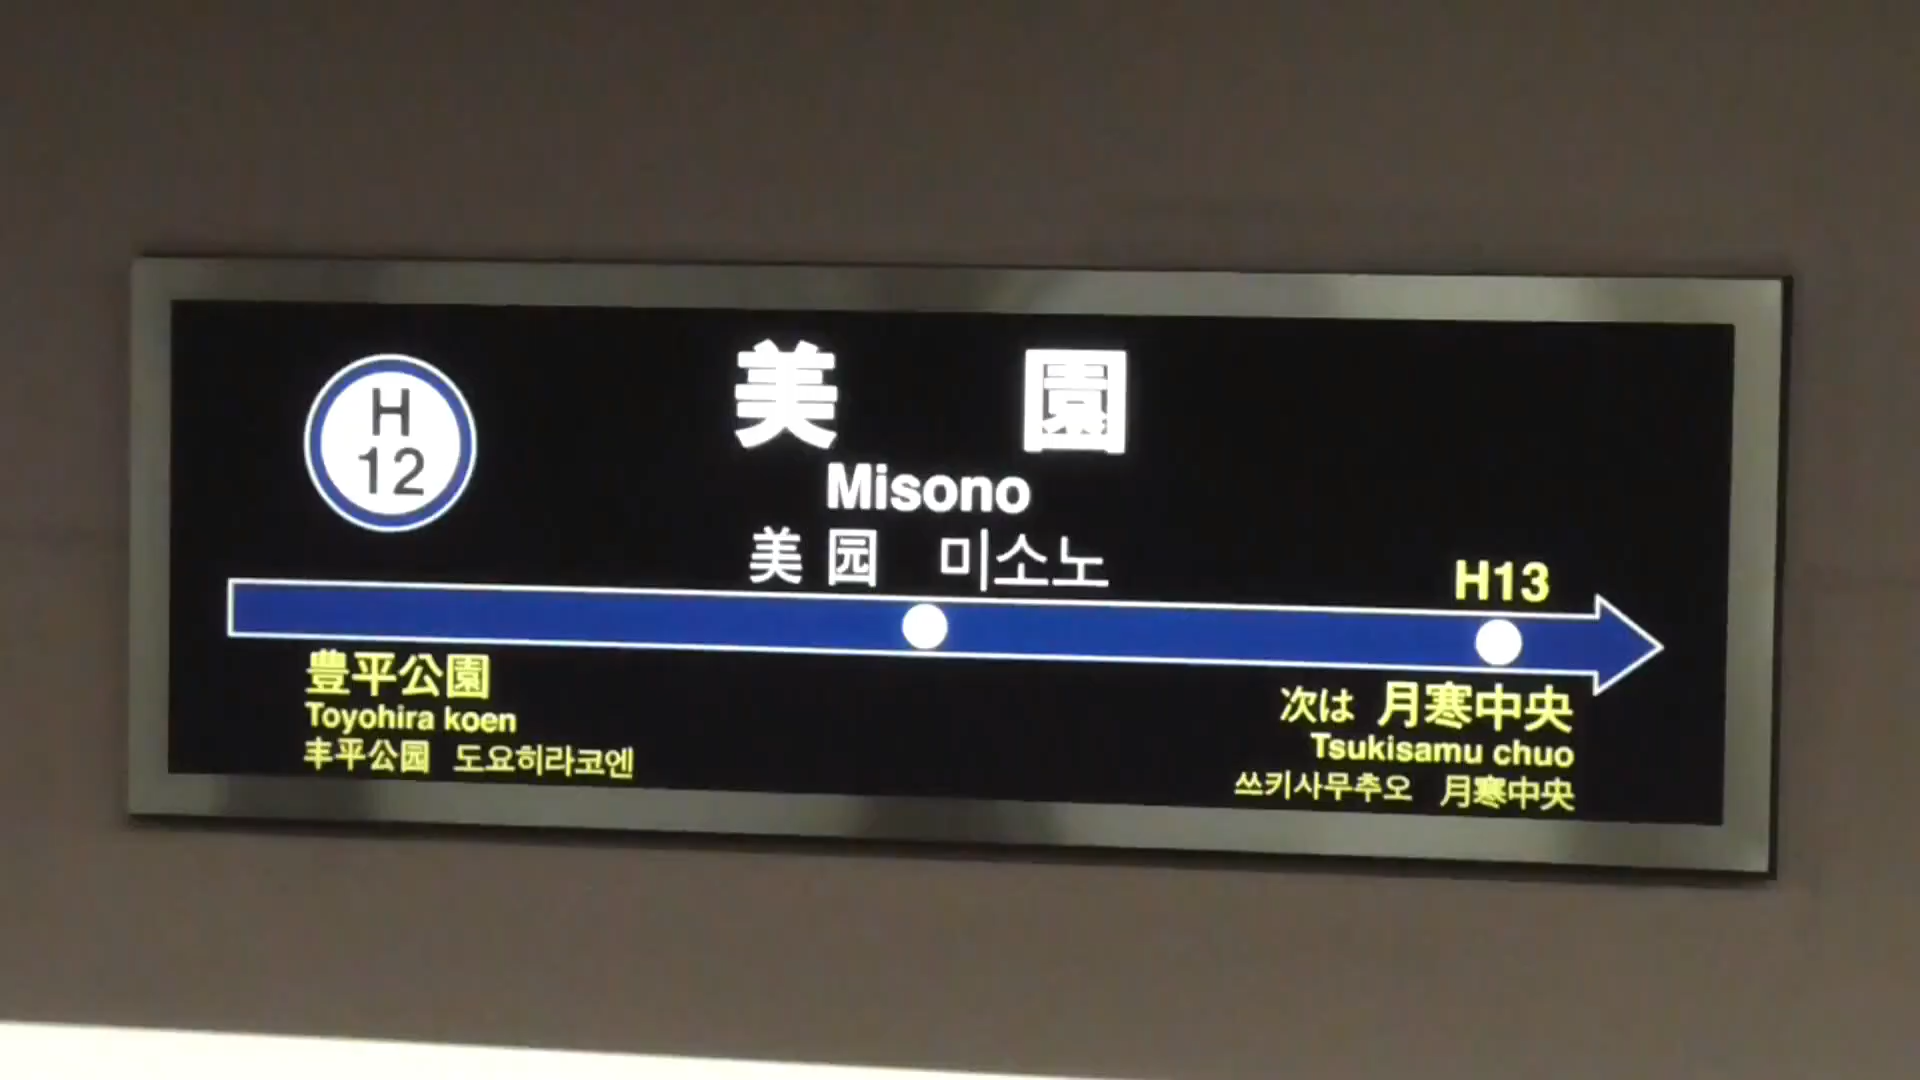 H
12
美園
Misono
美园 미소노
H13
豊平公園
Toyohira koen
丰平公园 도요히라코엔
次は 月寒中央
Tsukisamu chuo
쓰키사무추오 月寒中央